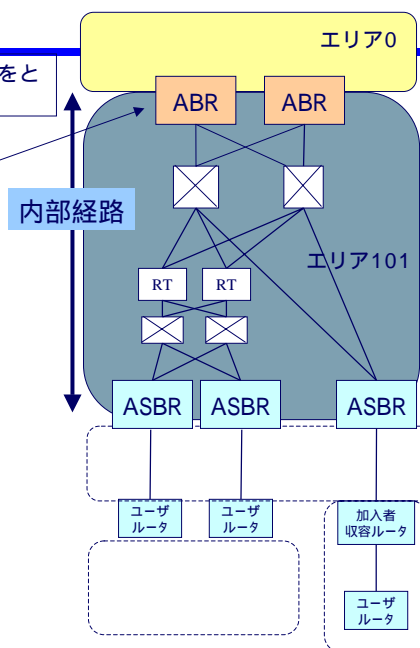 エリア0
をと
ABR
ABR
内部経路
エリア101
RT
RT
ASBR
ASBR
ASBR
ユーザ
ルータ
ユーザ
ルータ
加入者
収容ルータ
ユーザ
ルータ